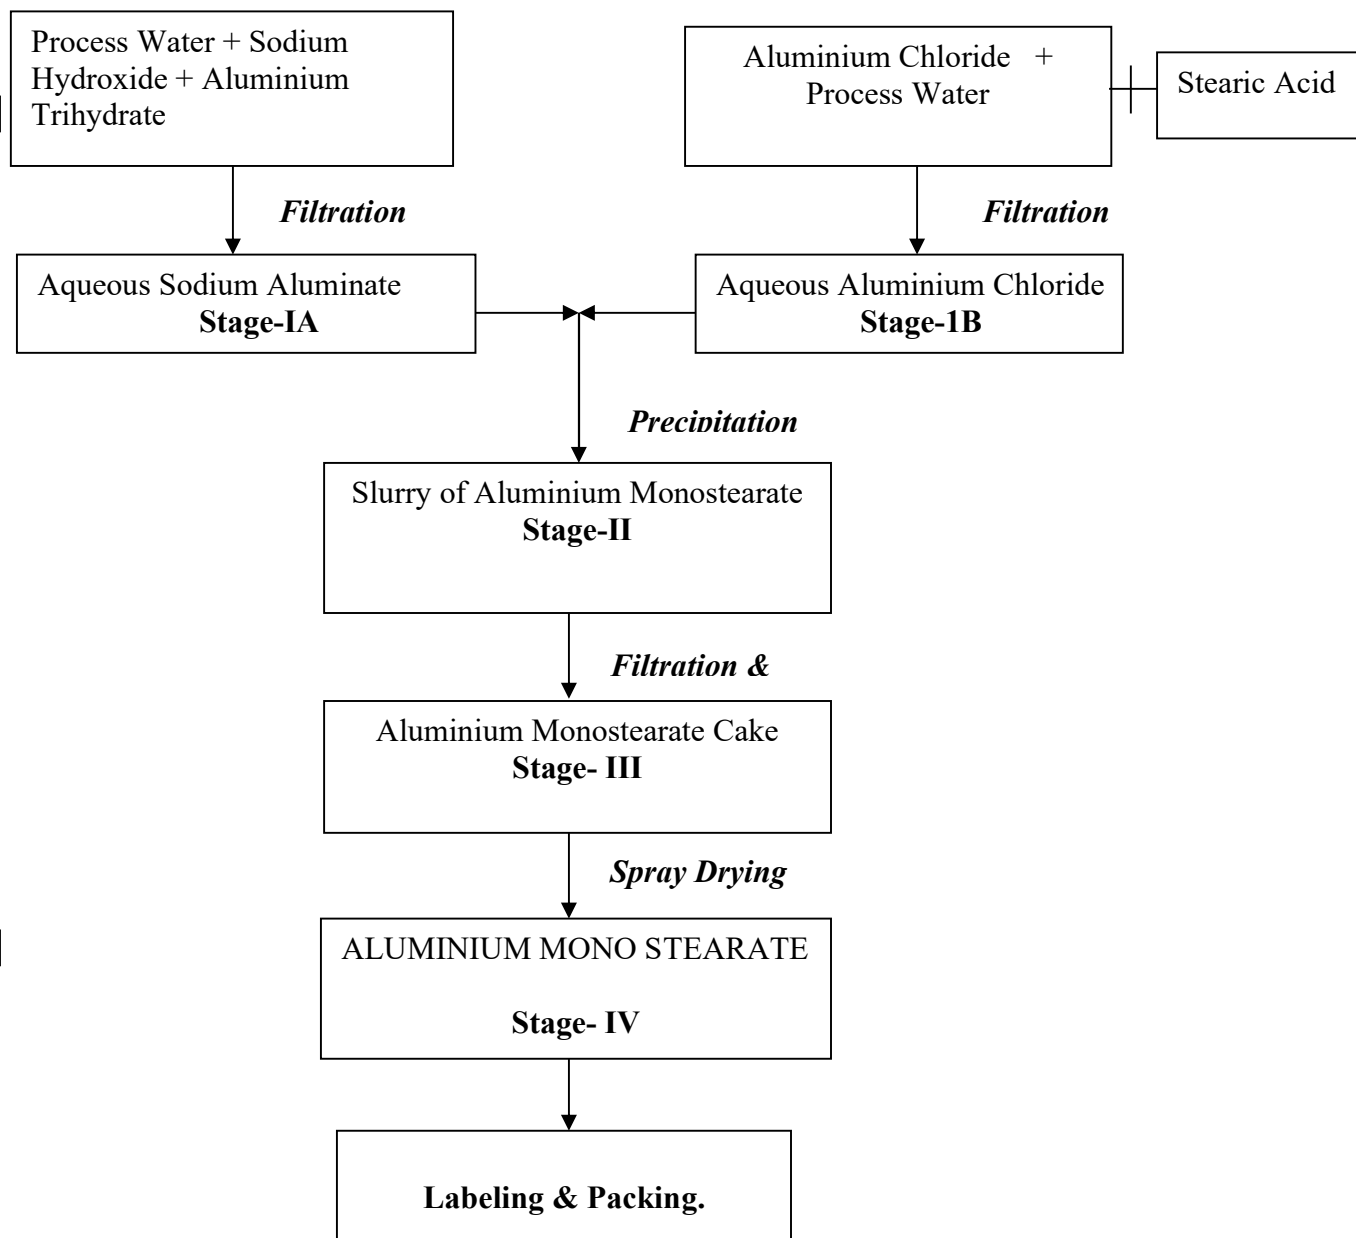 Process Water + Sodium
Hydroxide + Aluminium
Trihydrate
Aluminium Chloride +
Process Water
Stearic Acid
Filtration
Filtration
Aqueous Sodium Aluminate
Stage-IA
Aqueous Aluminium Chloride
Stage-1B
Precipitation
Slurry of Aluminium Monostearate
Stage-II
Filtration &
Aluminium Monostearate Cake
Stage- III
Spray Drying
ALUMINIUM MONO STEARATE
Stage- IV
Labeling & Packing.